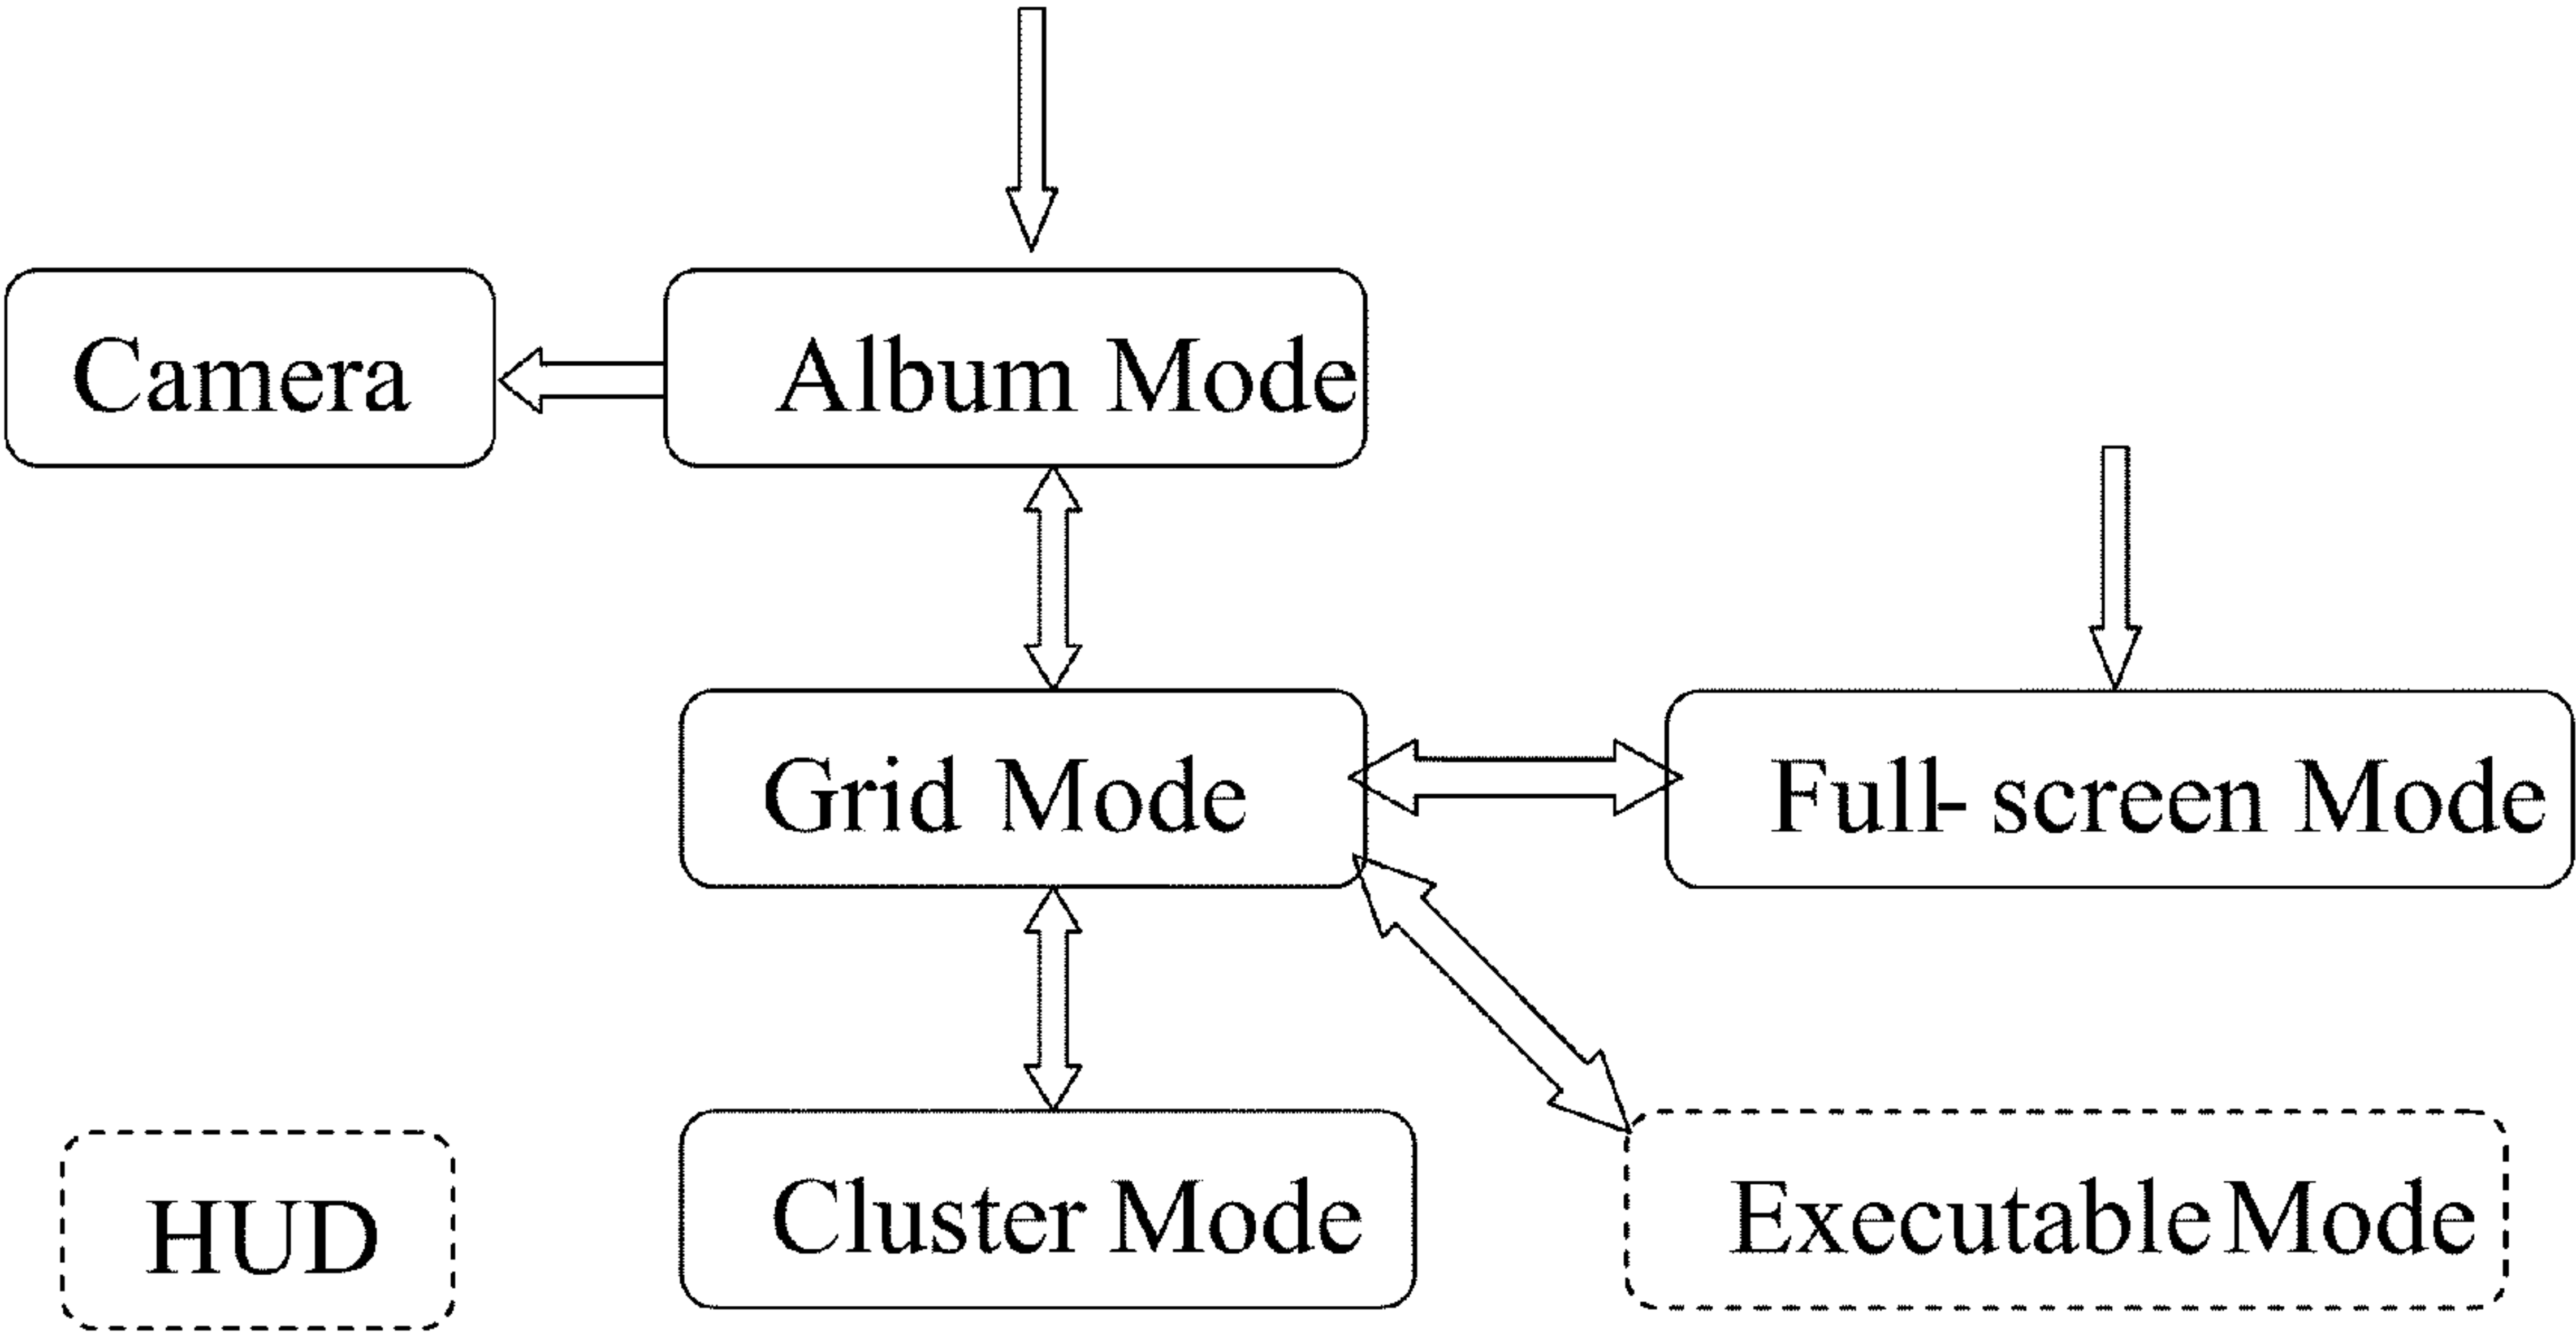 Camera
Album Mode
Grid Mode
Full- screen Mode
HUD
Cluster Mode
Executable Mode